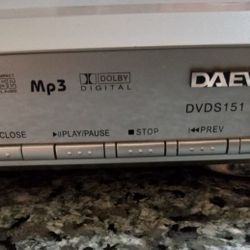 Mp3
DOLBY
DIGITAL
DAEW
DVDS151
CLOSE
PLAY/PAUSE
STOP
PREV